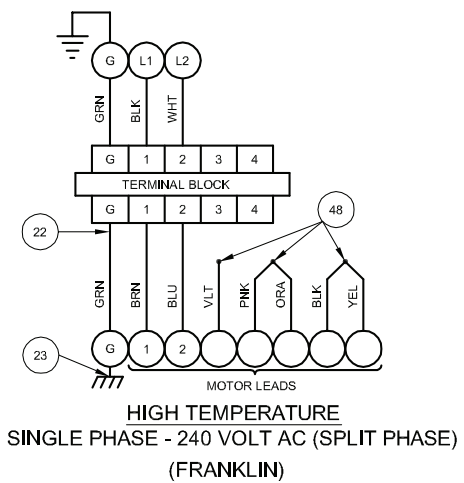 G L1 L2
GRN BLK WHT
G 1 2 3 4
TERMINAL BLOCK
G 1 2 3 4
48
22
GRN BRN BLU VLT PNK ORA BLK YEL
G 1 2
23
MOTOR LEADS
HIGH TEMPERATURE
SINGLE PHASE - 240 VOLT AC (SPLIT PHASE)
(FRANKLIN)